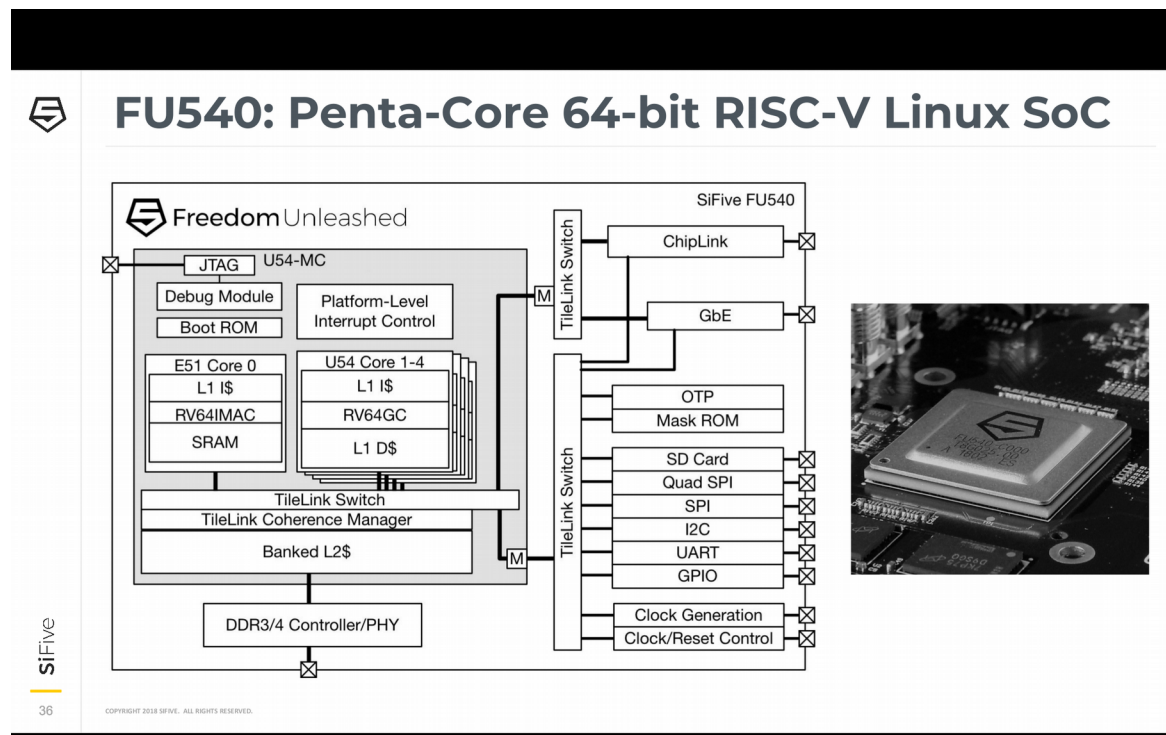 FU540: Penta-Core 64-bit RISC-V Linux SoC
Freedom Unleashed
SiFive FU540
U54-MC
JTAG
Debug Module
Boot ROM
Platform-Level
Interrupt Control
E51 Core 0
L1 I$
RV64IMAC
SRAM
U54 Core 1-4
L1 I$
RV64GC
L1 D$
TileLink Switch
TileLink Coherence Manager
Banked L2$
DDR3/4 Controller/PHY
M
M
TileLink Switch
TileLink Switch
ChipLink
GbE
OTP
Mask ROM
SD Card
Quad SPI
SPI
I2C
UART
GPIO
Clock Generation
Clock/Reset Control
SiFive
36
COPYRIGHT 2018 SIFIVE. ALL RIGHTS RESERVED.